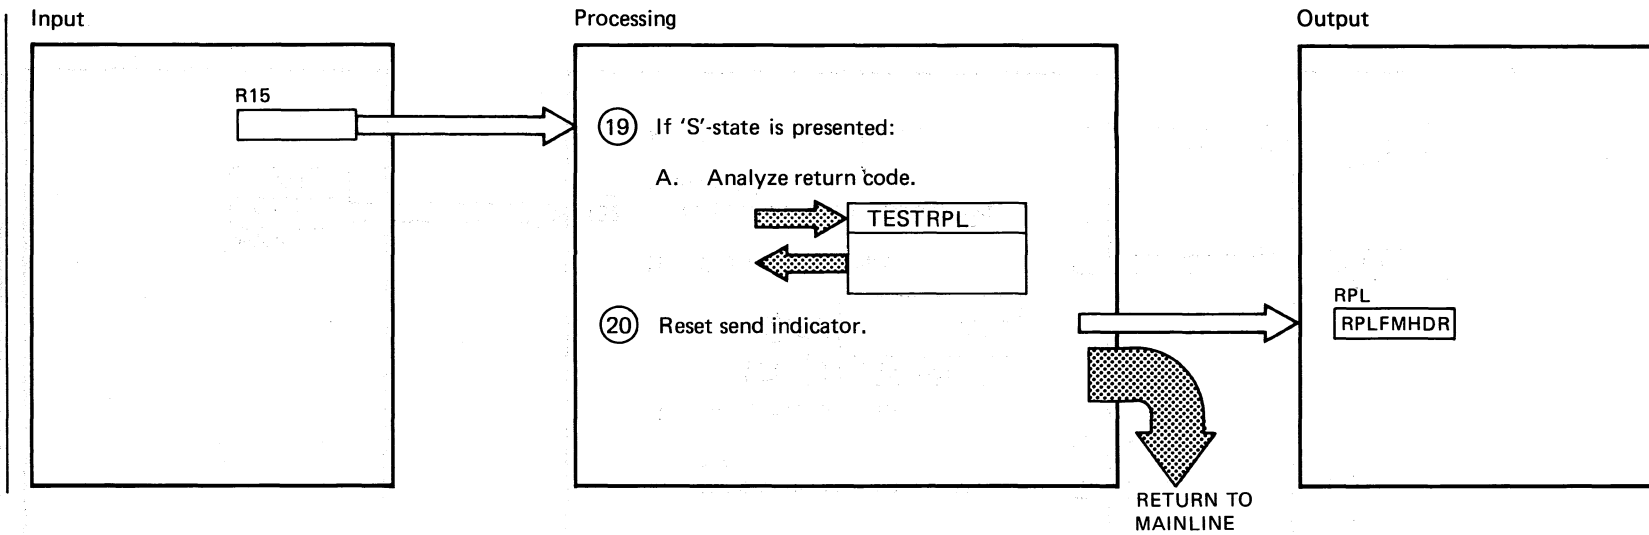 Input
Processing
Output
R15
19 If 'S'-state is presented:
A. Analyze return code.
TESTRPL
20 Reset send indicator.
RPL
RPLFMHDR
RETURN TO
MAINLINE